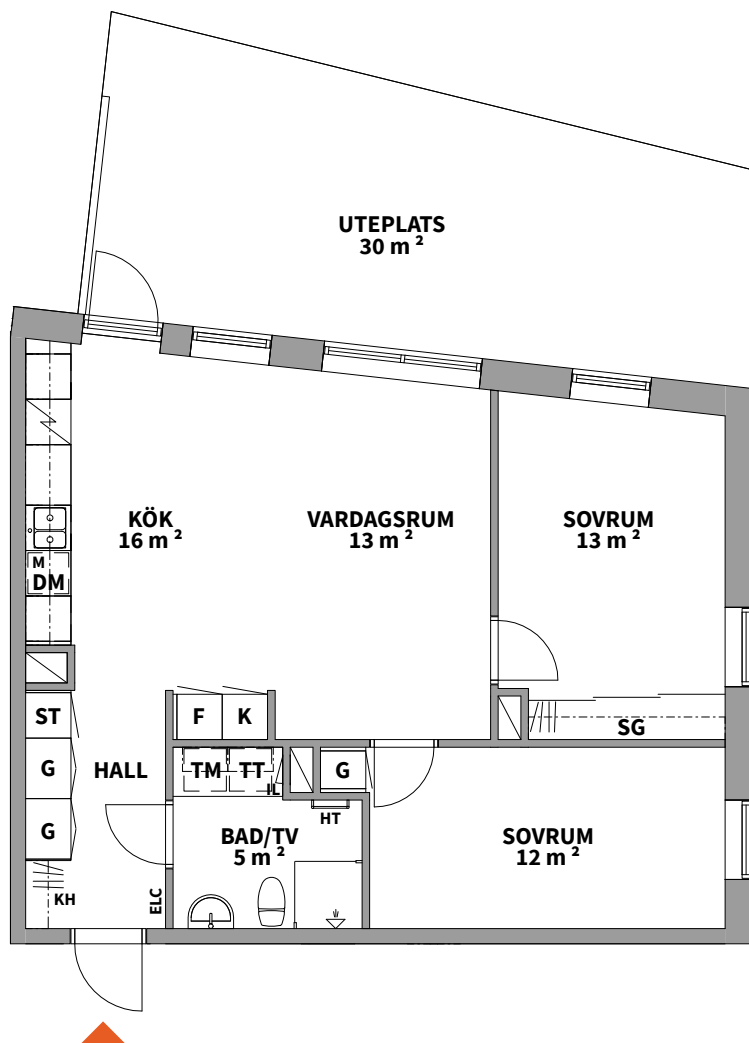 UTEPLATS
30 m ²
KÖK
16 m ²
VARDAGSRUM
13 m ²
SOVRUM
13 m ²
M
DM
ST
F
K
SG
G
HALL
TM
TT
G
IL
HT
G
BAD/TV
5 m ²
SOVRUM
12 m ²
KH
ELC